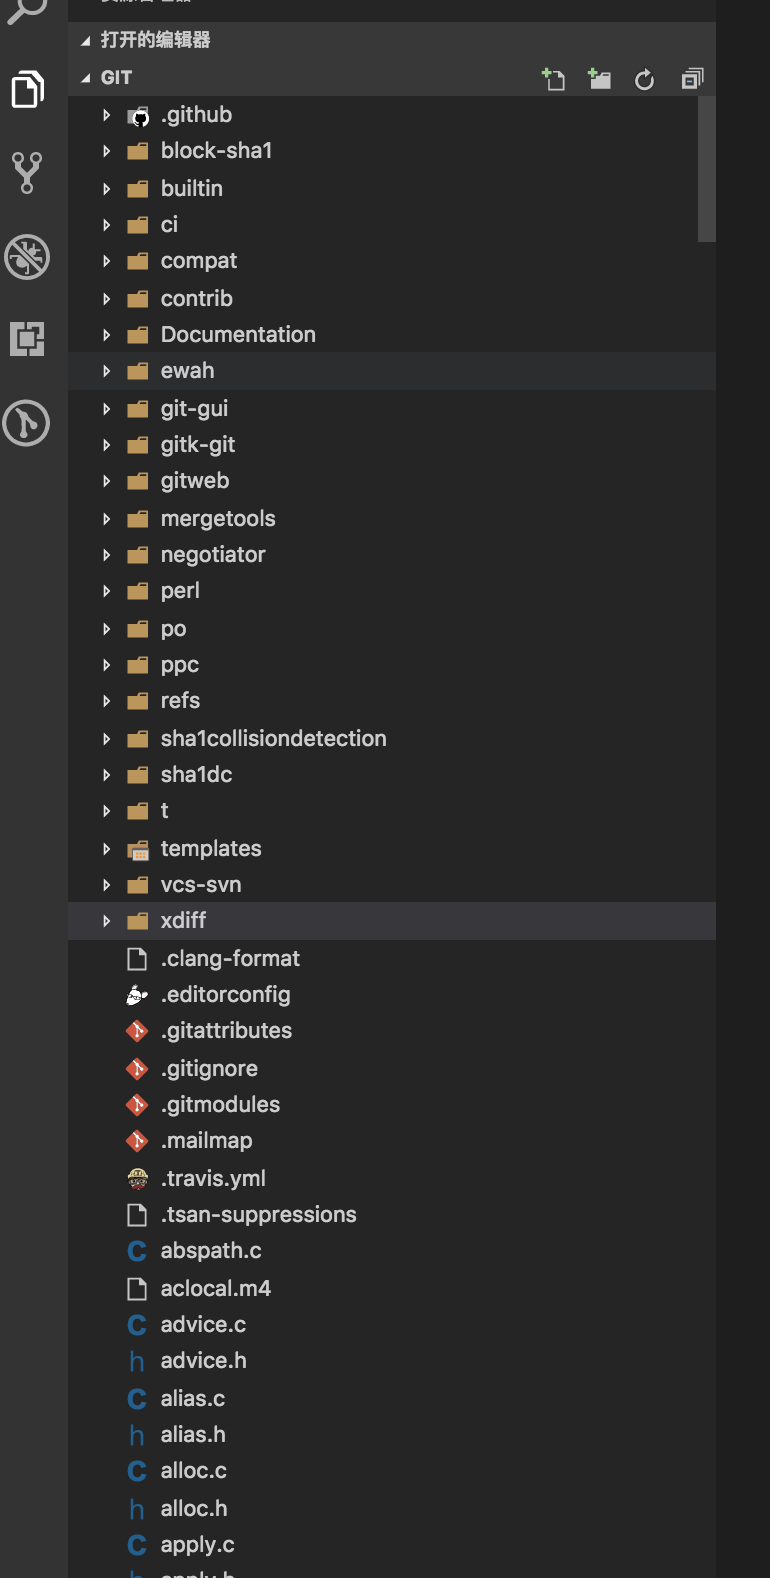 打开的编辑器
GIT
.github
block-sha1
builtin
ci
compat
contrib
Documentation
ewah
git-gui
gitk-git
gitweb
mergetools
negotiator
perl
po
ppc
refs
sha1collisiondetection
sha1dc
t
templates
vcs-svn
xdiff
.clang-format
.editorconfig
.gitattributes
.gitignore
.gitmodules
.mailmap
.travis.yml
.tsan-suppressions
C abspath.c
aclocal.m4
C advice.c
h advice.h
C alias.c
h alias.h
C alloc.c
h alloc.h
C apply.c